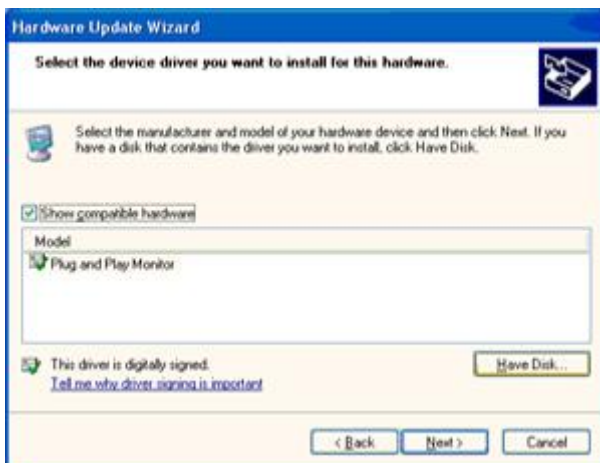 Hardware Update Wizard
Select the device driver you want to install for this hardware.
Select the manufacturer and model of your hardware device and then click Next. If you
have a disk that contains the driver you want to install, click Have Disk.
Show compatible hardware
Model
Plug and Play Monitor
This driver is digitally signed.
Have Disk...
Tell me why driver signing is important
< Back
Next >
Cancel